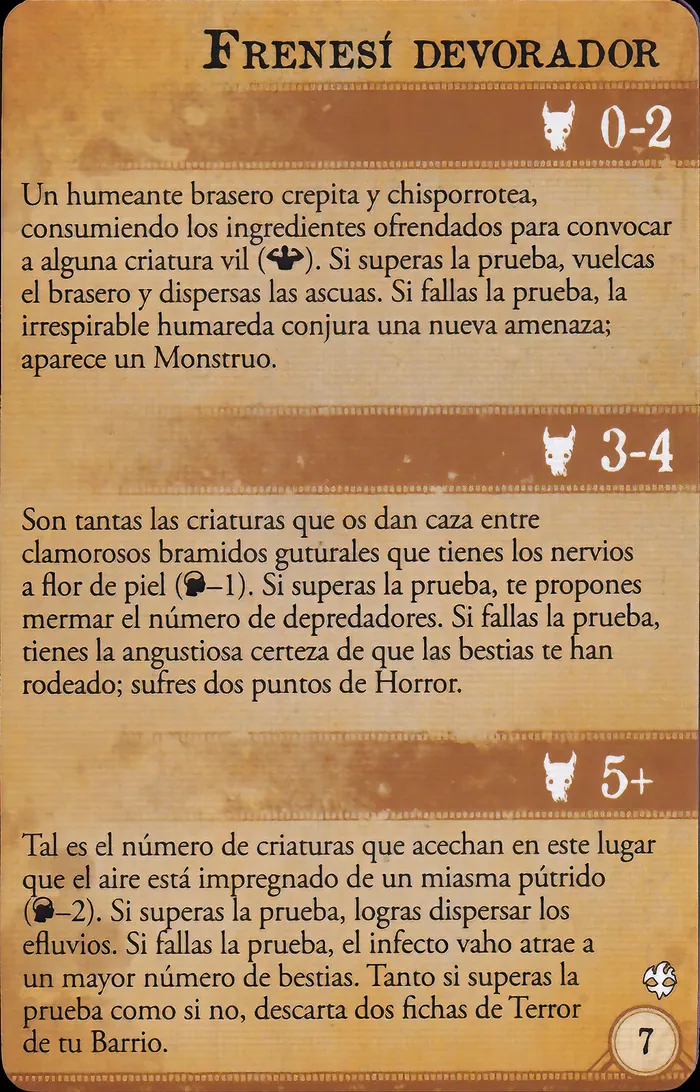 Frenesí devorador
0-2
Un humeante brasero crepita y chisporrotea,
consumiendo los ingredientes ofrendados para convocar
a alguna criatura vil (). Si superas la prueba, vuelcas
el brasero y dispersas las ascuas. Si fallas la prueba, la
irrespirable humareda conjura una nueva amenaza;
aparece un Monstruo.
3-4
Son tantas las criaturas que os dan caza entre
clamorosos bramidos guturales que tienes los nervios
a flor de piel (–1). Si superas la prueba, te propones
mermar el número de depredadores. Si fallas la prueba,
tienes la angustiosa certeza de que las bestias te han
rodeado; sufres dos puntos de Horror.
5+
Tal es el número de criaturas que acechan en este lugar
que el aire está impregnado de un miasma pútrido
(–2). Si superas la prueba, logras dispersar los
efluvios. Si fallas la prueba, el infecto vaho atrae a
un mayor número de bestias. Tanto si superas la
prueba como si no, descarta dos fichas de Terror
de tu Barrio.
7